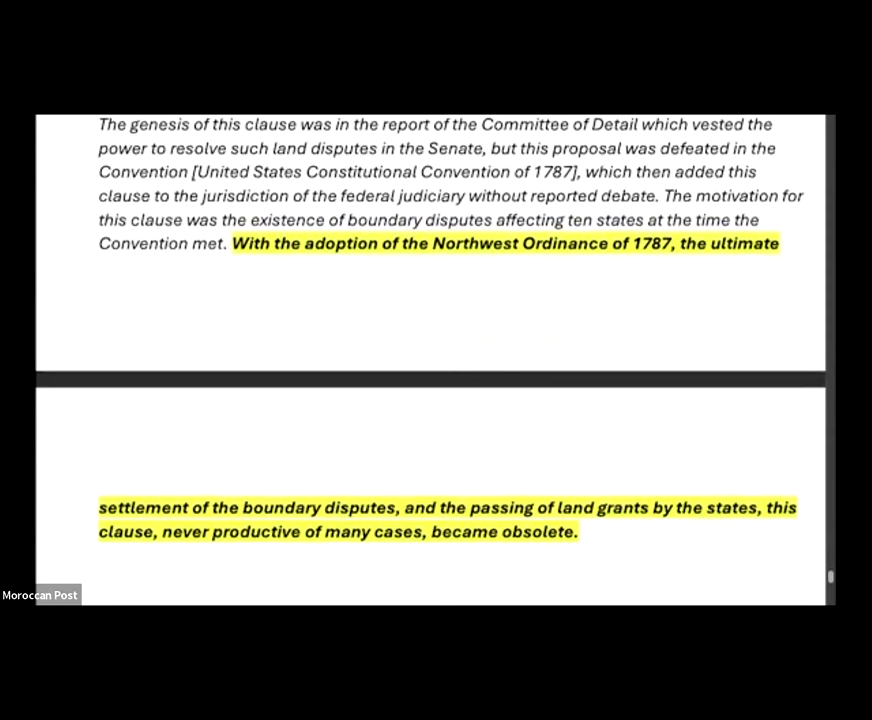 The genesis of this clause was in the report of the Committee of Detail which vested the
power to resolve such land disputes in the Senate, but this proposal was defeated in the
Convention [United States Constitutional Convention of 1787], which then added this
clause to the jurisdiction of the federal judiciary without reported debate. The motivation for
this clause was the existence of boundary disputes affecting ten states at the time the
Convention met. With the adoption of the Northwest Ordinance of 1787, the ultimate
settlement of the boundary disputes, and the passing of land grants by the states, this
clause, never productive of many cases, became obsolete.
Moroccan Post